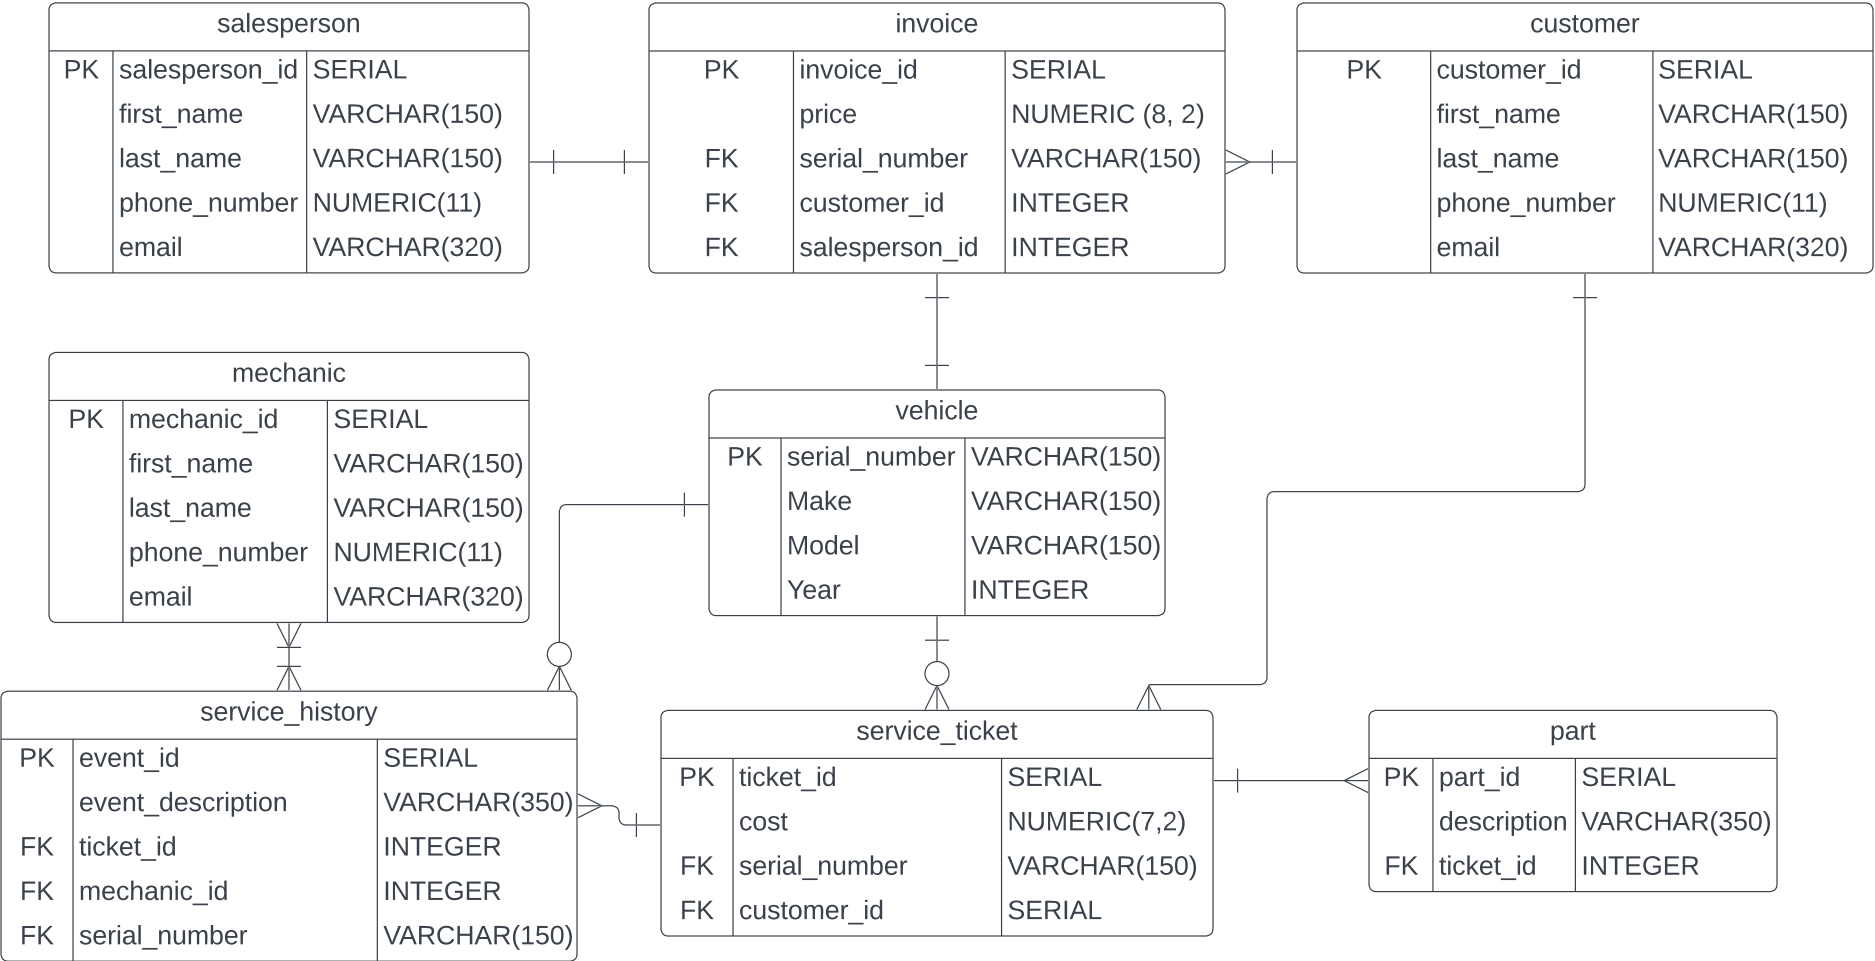 salesperson
PK salesperson_id SERIAL
first_name VARCHAR(150)
last_name VARCHAR(150)
phone_number NUMERIC(11)
email VARCHAR(320)
invoice
PK invoice_id SERIAL
price NUMERIC (8, 2)
FK serial_number VARCHAR(150)
FK customer_id INTEGER
FK salesperson_id INTEGER
customer
PK customer_id SERIAL
first_name VARCHAR(150)
last_name VARCHAR(150)
phone_number NUMERIC(11)
email VARCHAR(320)
mechanic
PK mechanic_id SERIAL
first_name VARCHAR(150)
last_name VARCHAR(150)
phone_number NUMERIC(11)
email VARCHAR(320)
vehicle
PK serial_number VARCHAR(150)
Make VARCHAR(150)
Model VARCHAR(150)
Year INTEGER
service_history
PK event_id SERIAL
event_description VARCHAR(350)
FK ticket_id INTEGER
FK mechanic_id INTEGER
FK serial_number VARCHAR(150)
service_ticket
PK ticket_id SERIAL
cost NUMERIC(7,2)
FK serial_number VARCHAR(150)
FK customer_id SERIAL
part
PK part_id SERIAL
description VARCHAR(350)
FK ticket_id INTEGER